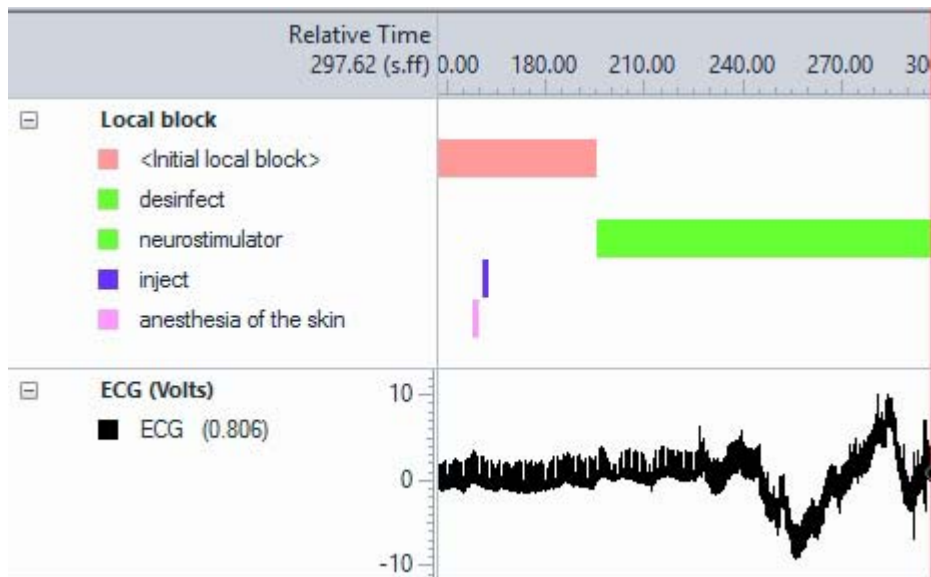 Relative Time
297.62 (s.ff) 0.00 180.00 210.00 240.00 270.00 30
Local block
<Initial local block>
desinfect
neurostimulator
inject
anesthesia of the skin
ECG (Volts) 10
ECG (0.806)
0
-10